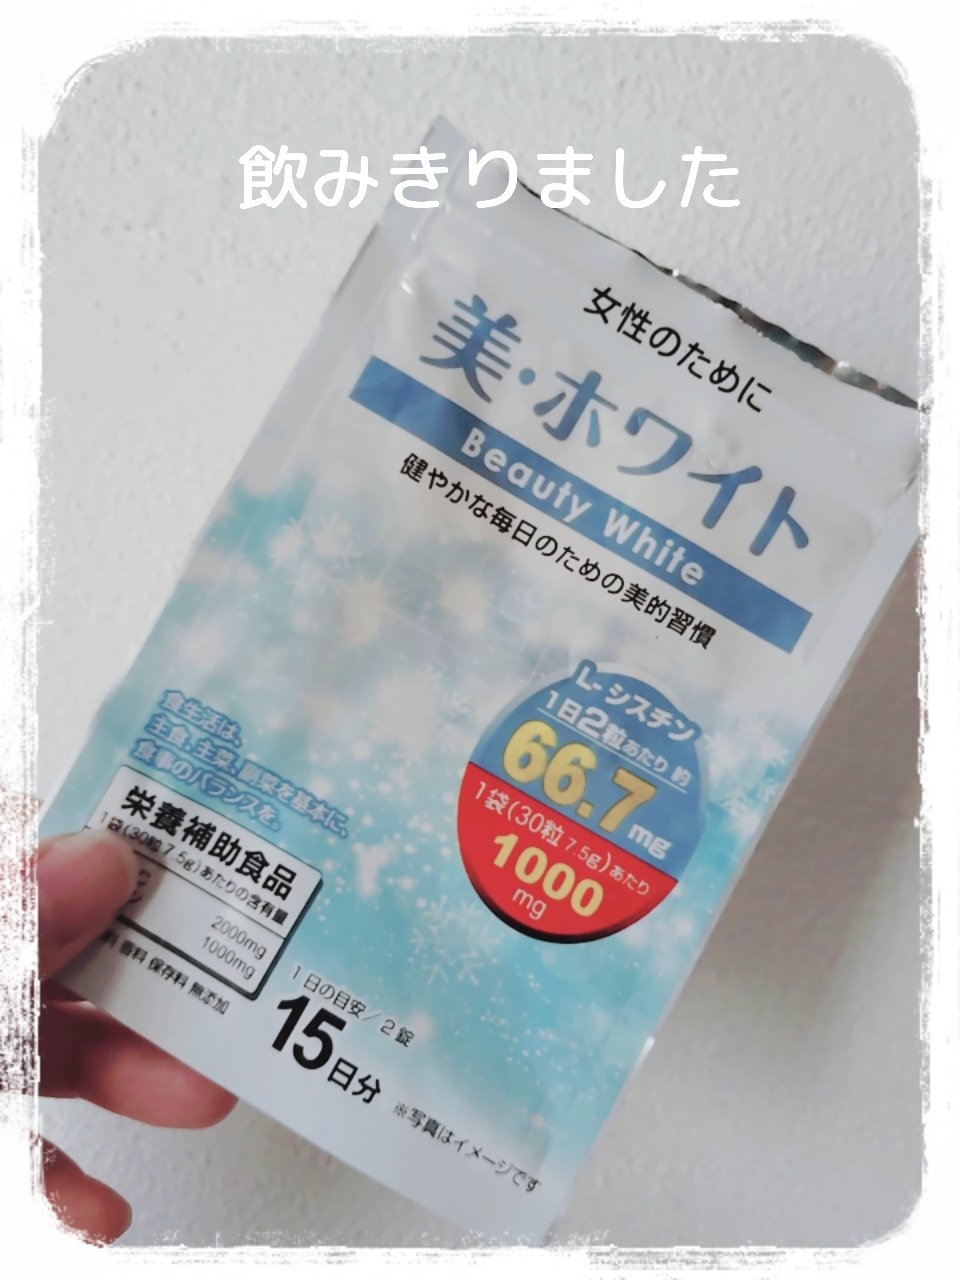 飲みきりました
女性のために
美・ホワイト
Beauty White
健やかな毎日のための美的習慣
L-シスチン
1日2粒あたり 約
66.7mg
1袋(30粒 7.5g)あたり
1000
mg
食生活は、
主食、主菜、副菜を基本に、
食事のバランスを。
栄養補助食品
1袋(30粒 7.5g)あたりの含有量
2000mg
1000mg
香料 保存料 無添加
1日の目安/2錠
15日分
※写真はイメージです